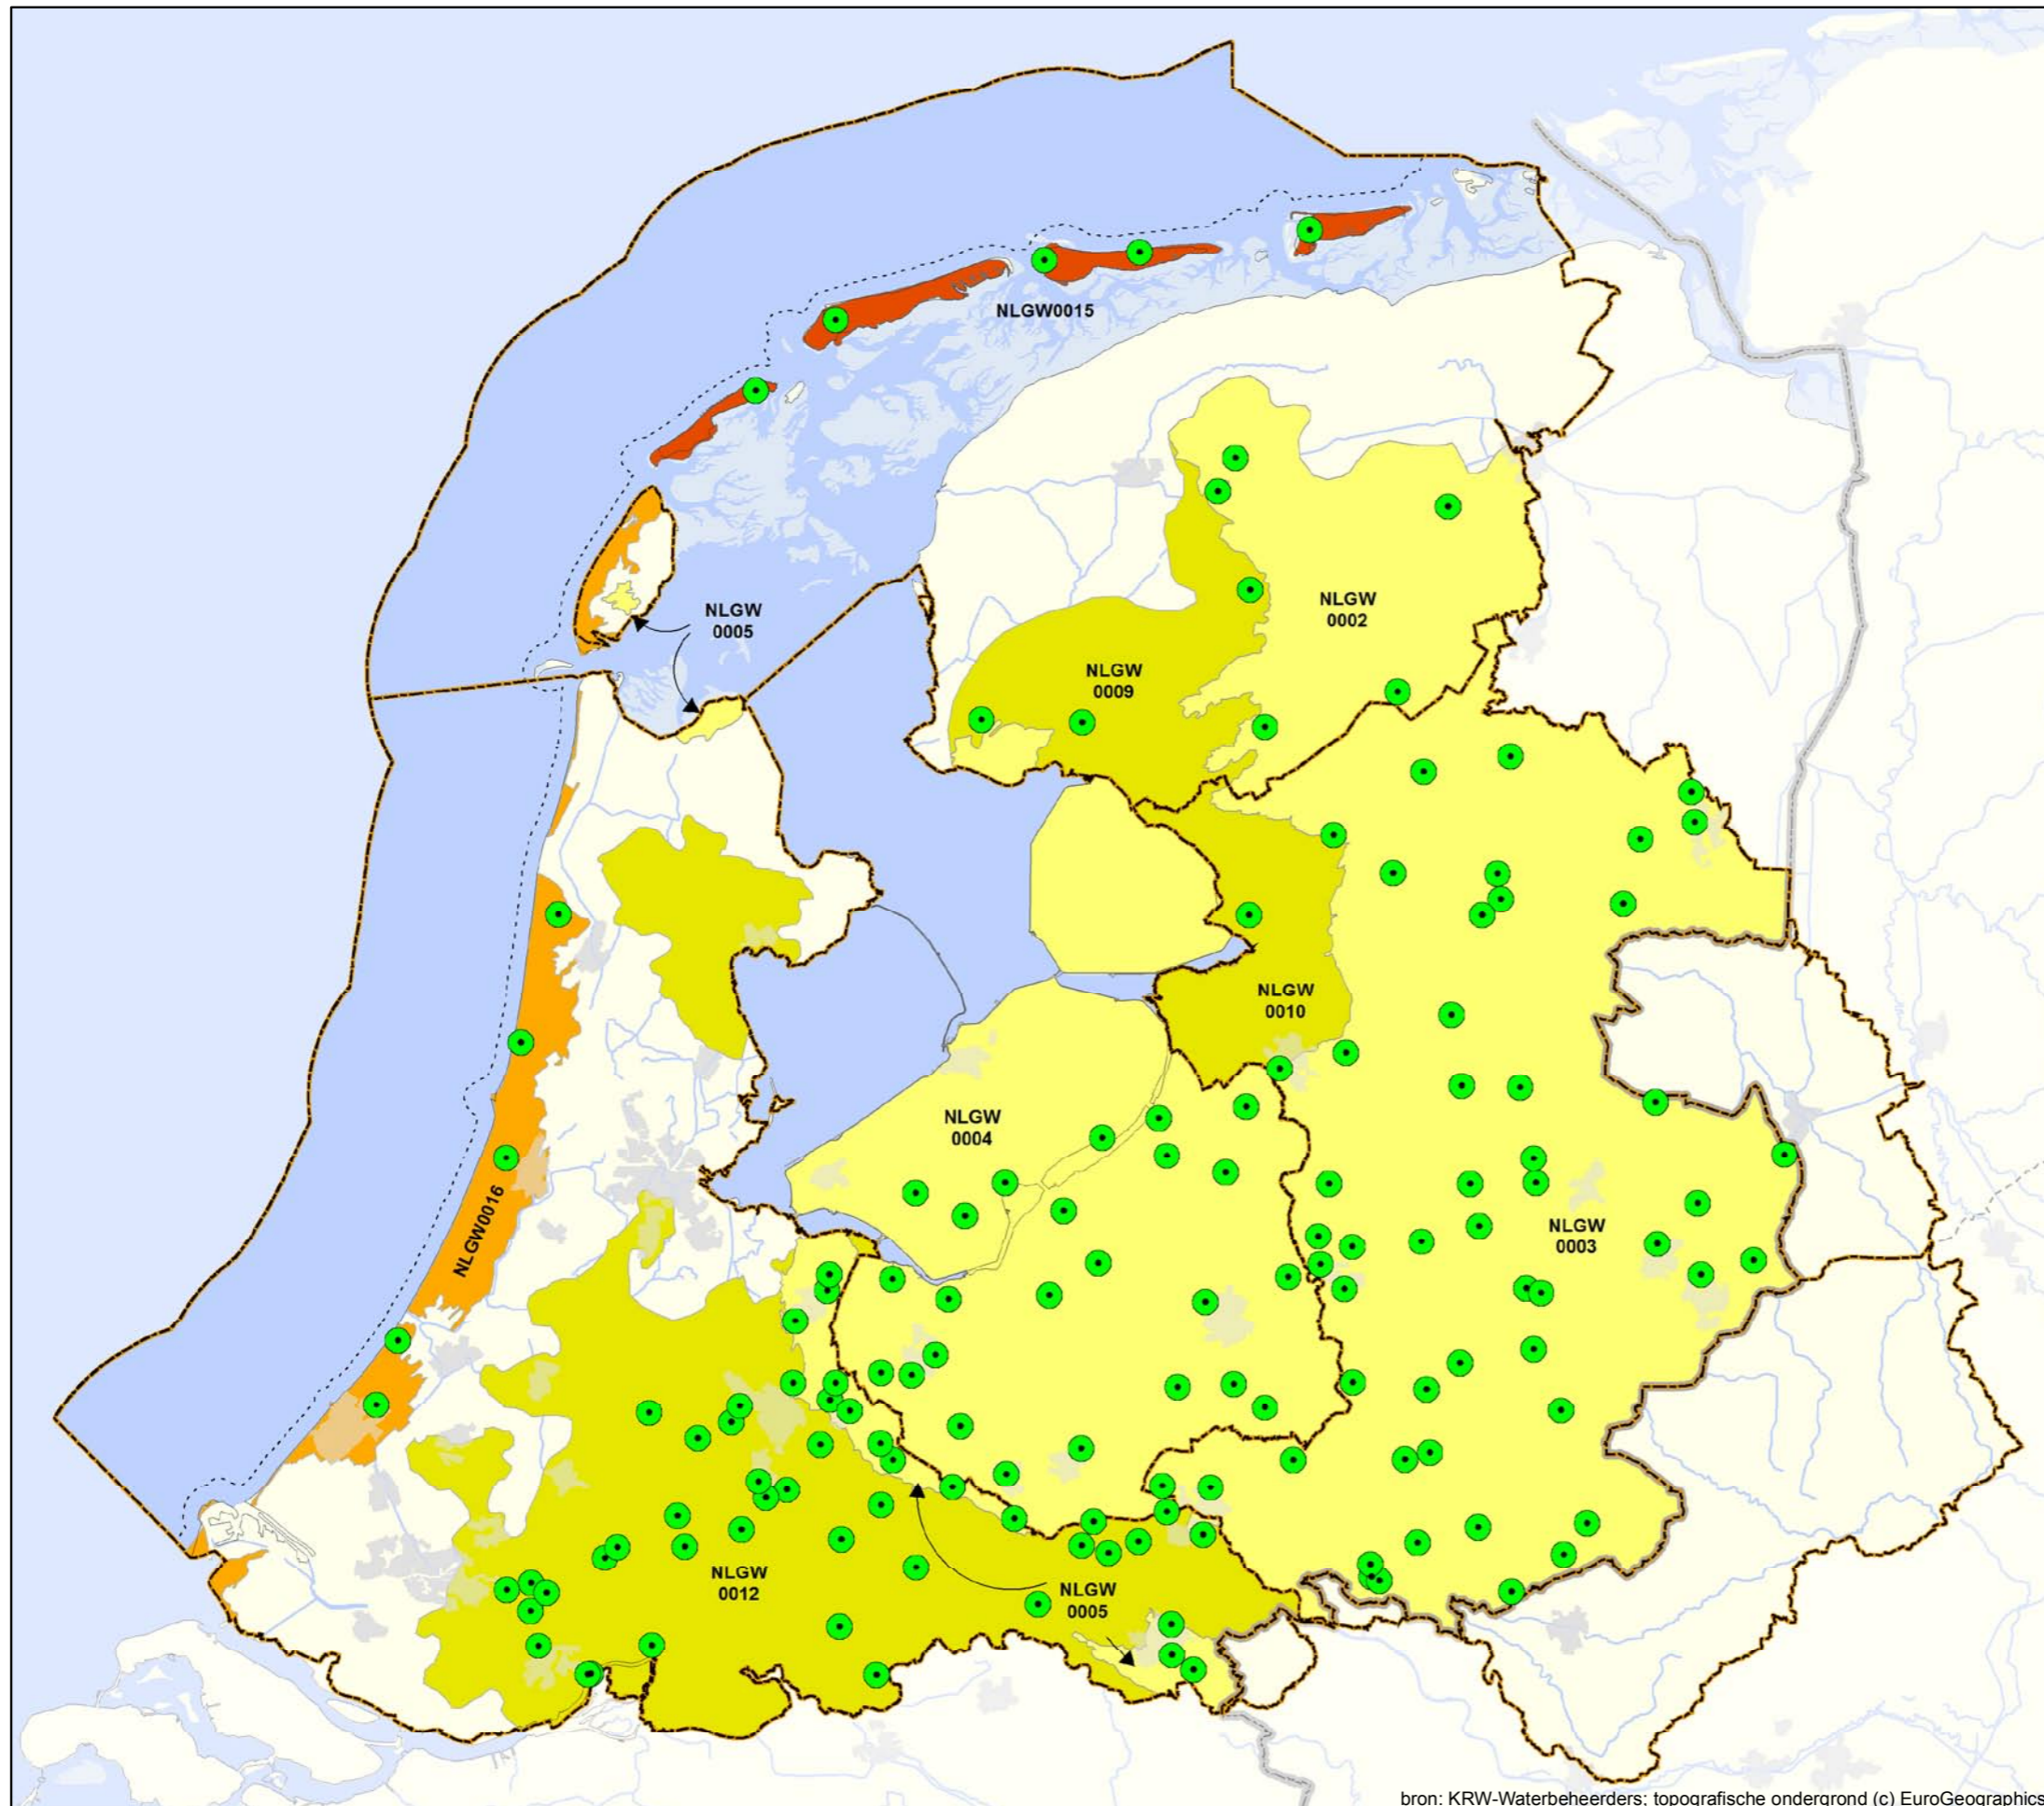 NLGW0015
NLGW
0005
NLGW
0002
NLGW
0009
NLGW
0010
NLGW
0004
NLGW0016
NLGW
0003
NLGW
0012
NLGW
0005
bron: KRW-Waterbeheerders; topografische ondergrond (c) EuroGeographics